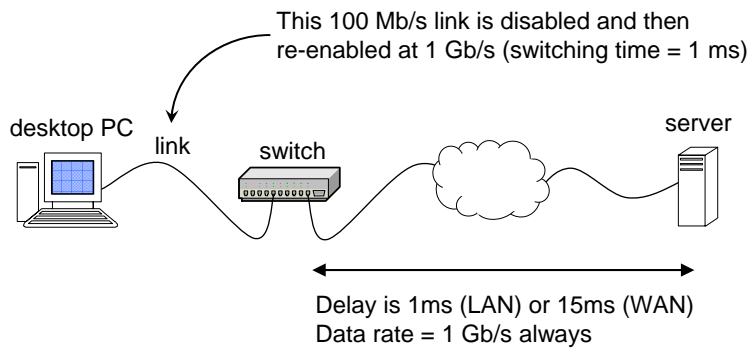 This 100 Mb/s link is disabled and then
re-enabled at 1 Gb/s (switching time = 1 ms)
desktop PC
link
switch
server
Delay is 1ms (LAN) or 15ms (WAN)
Data rate = 1 Gb/s always